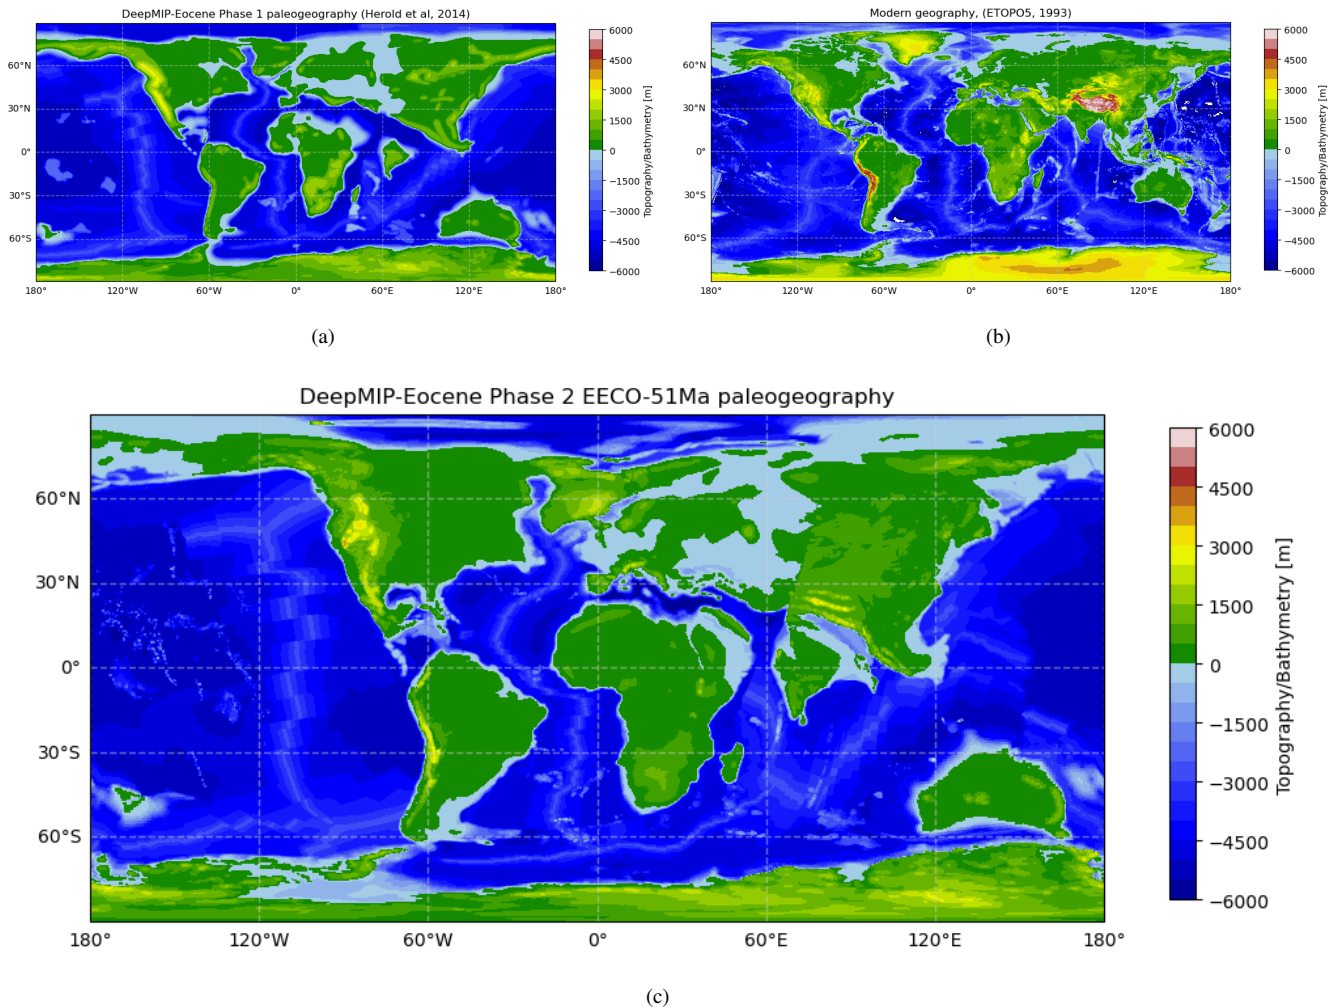 DeepMIP-Eocene Phase 1 paleogeography (Herold et al, 2014)
60°N
30°N
0°
30°S
60°S
180°
120°W
60°W
0°
60°E
120°E
180°
6000
4500
3000
1500
0
−1500
−3000
−4500
−6000
Topography/Bathymetry [m]
(a)
Modern geography, (ETOPO5, 1993)
60°N
30°N
0°
30°S
60°S
180°
120°W
60°W
0°
60°E
120°E
180°
6000
4500
3000
1500
0
−1500
−3000
−4500
−6000
Topography/Bathymetry [m]
(b)
DeepMIP-Eocene Phase 2 EECO-51Ma paleogeography
60°N
30°N
0°
30°S
60°S
180°
120°W
60°W
0°
60°E
120°E
180°
6000
4500
3000
1500
0
−1500
−3000
−4500
−6000
Topography/Bathymetry [m]
(c)